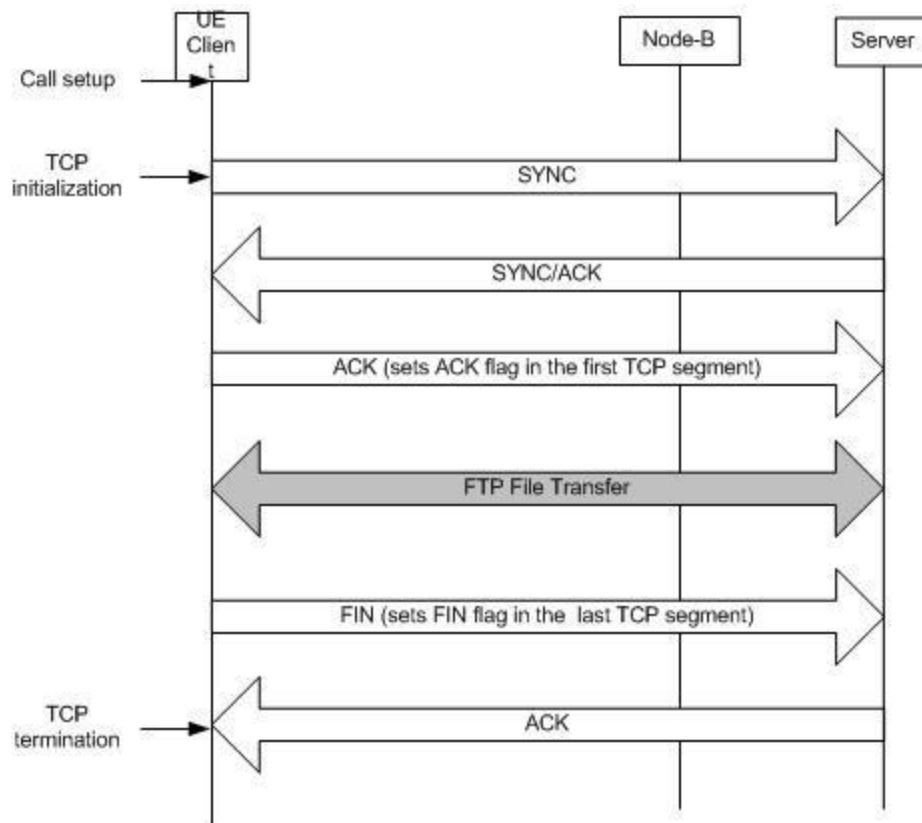 UE
Clien
t
Node-B
Server
Call setup
TCP
initialization
SYNC
SYNC/ACK
ACK (sets ACK flag in the first TCP segment)
FTP File Transfer
FIN (sets FIN flag in the last TCP segment)
TCP
termination
ACK